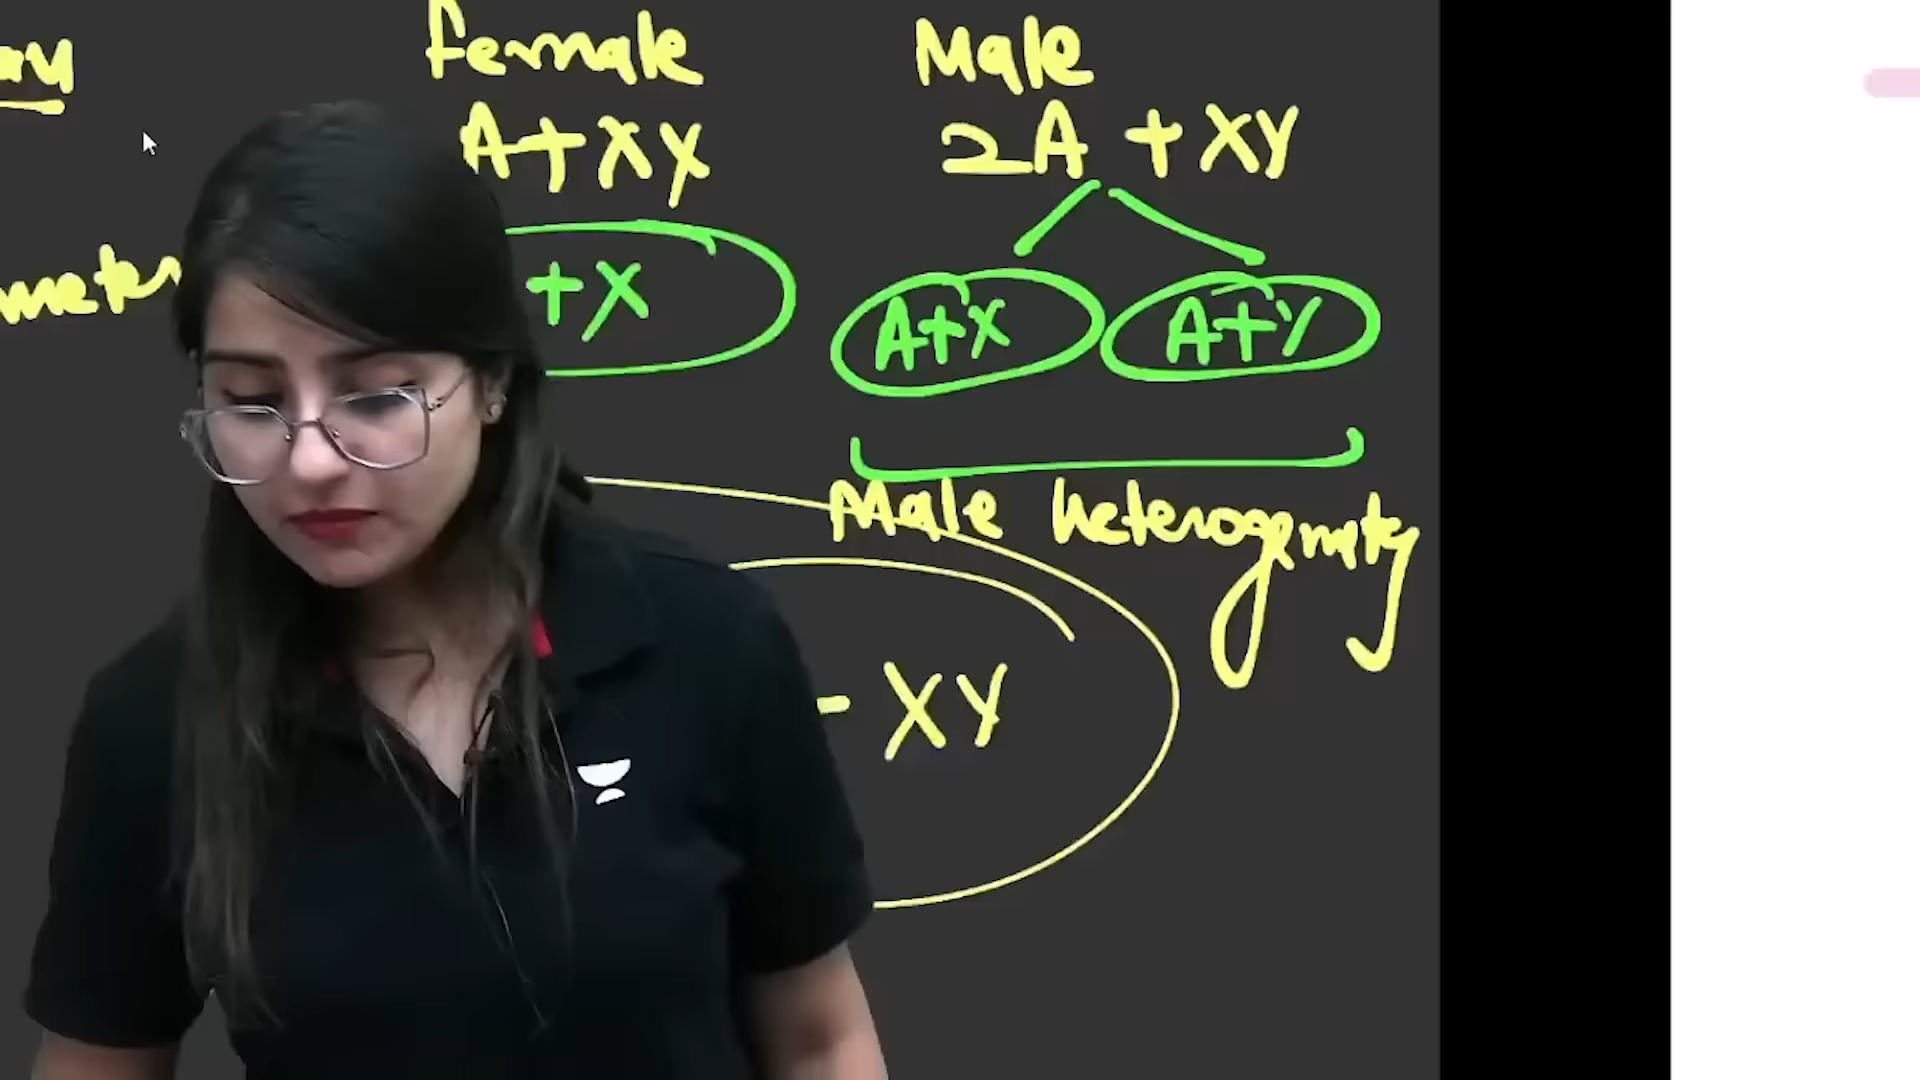 Female Male
A+XX 2A+XY
+X A+X A+Y
Male heterogamety
- XY